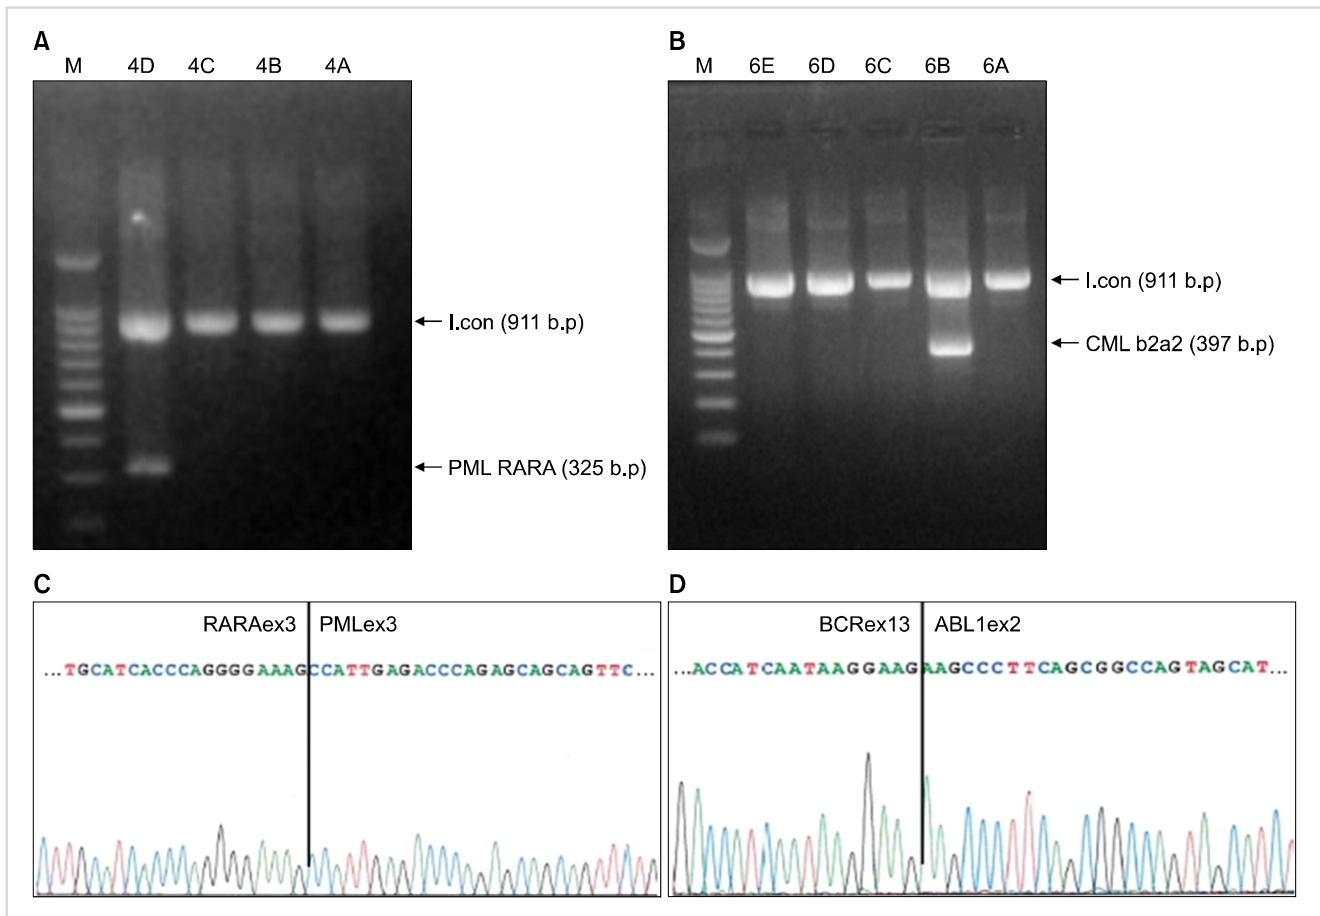 A
M 4D 4C 4B 4A
I.con (911 b.p)
PML RARA (325 b.p)
B
M 6E 6D 6C 6B 6A
I.con (911 b.p)
CML b2a2 (397 b.p)
C
RARAex3 PMLex3
...TGCATCACCCAGGGGAAAGCCATTGAGACCCAGAGCAGCAGTTC...
D
BCRex13 ABL1ex2
...ACCATCAATAAGGAAGAAGCCCTTCAGCGGCCAGTAGCAT...